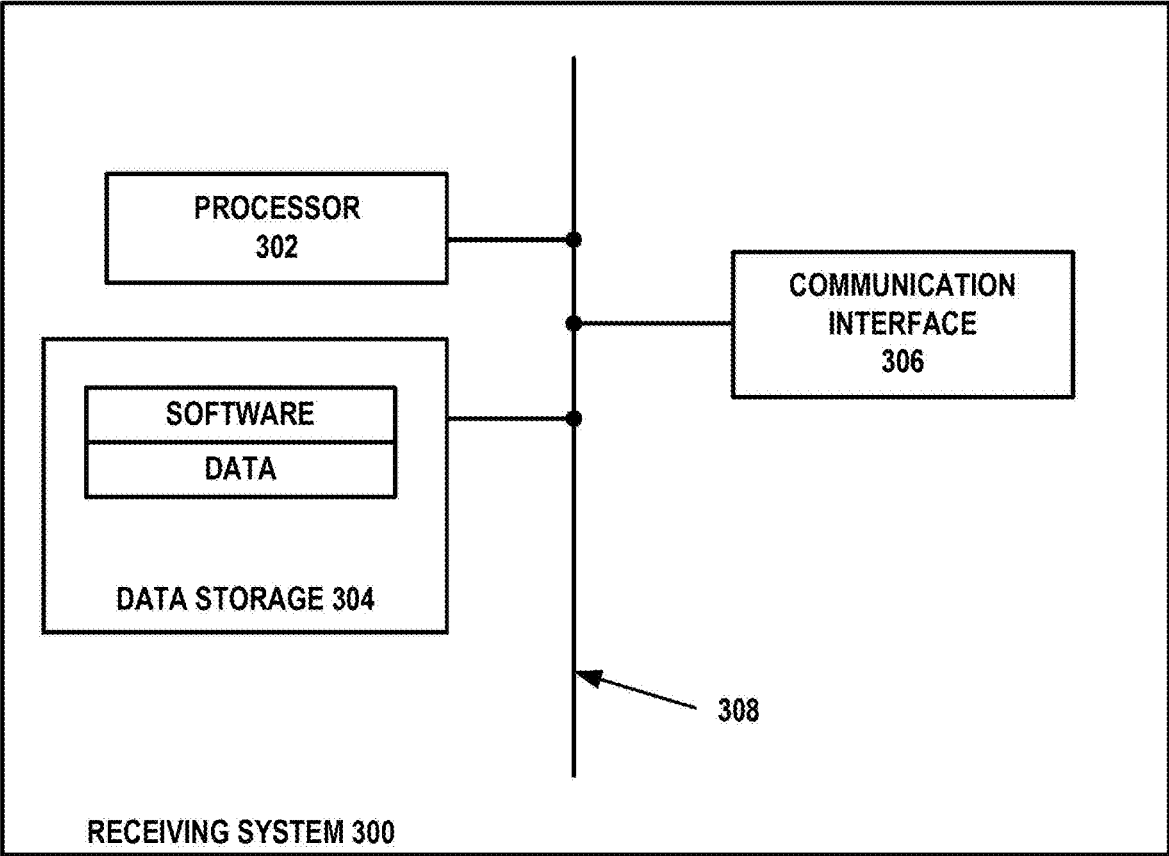 PROCESSOR
302
COMMUNICATION
INTERFACE
306
SOFTWARE
DATA
DATA STORAGE 304
308
RECEIVING SYSTEM 300